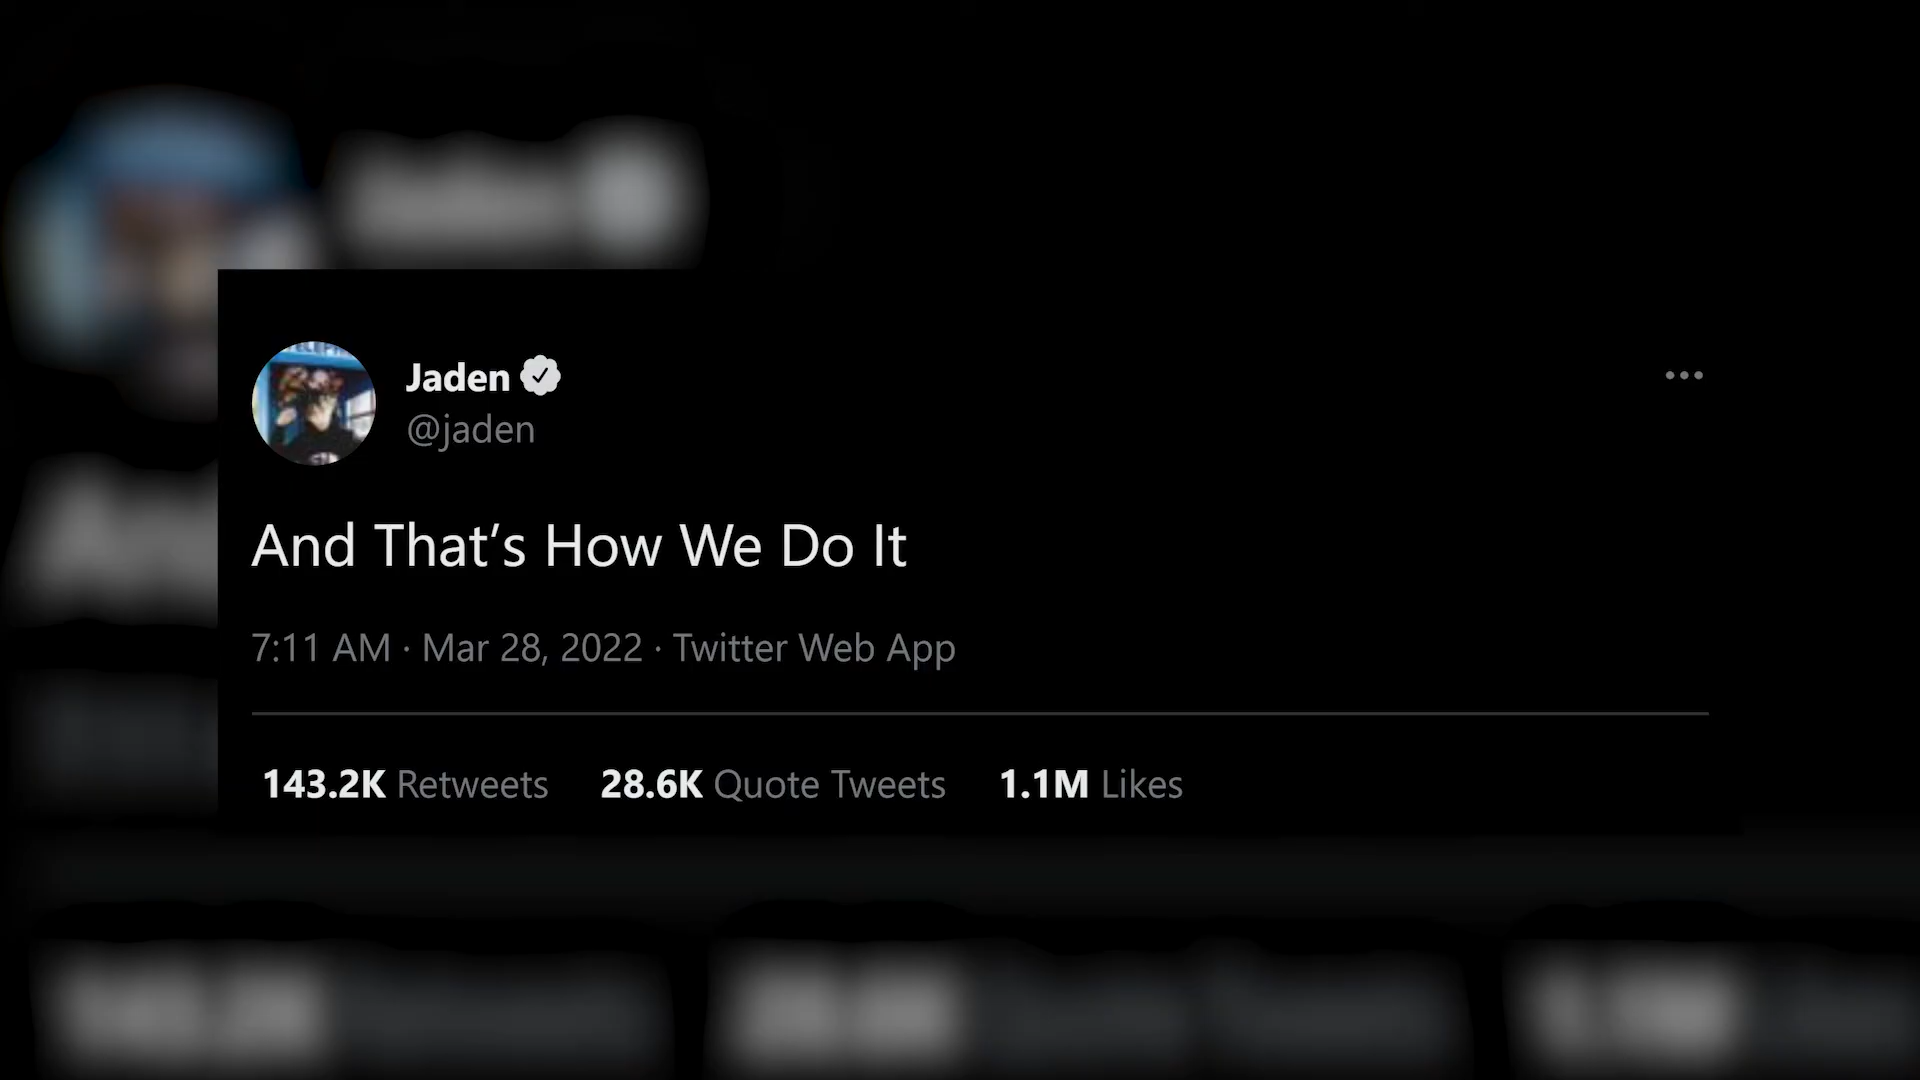 Jaden
@jaden
And That’s How We Do It
7:11 AM · Mar 28, 2022 · Twitter Web App
143.2K Retweets 28.6K Quote Tweets 1.1M Likes